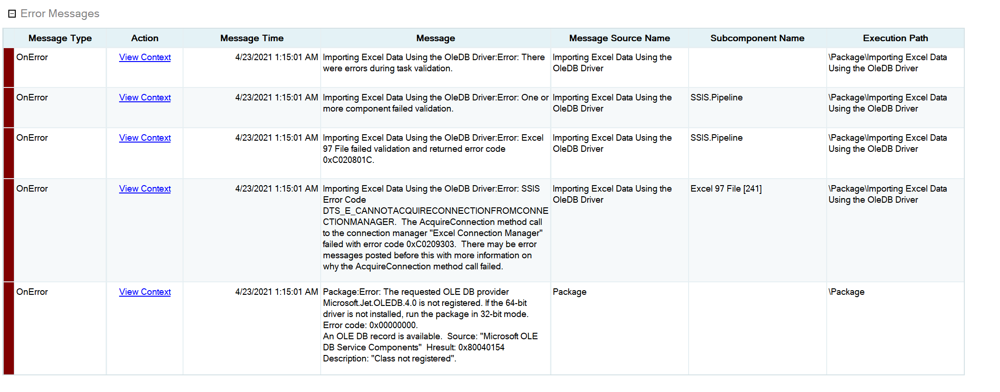 Error Messages
Message Type Action Message Time Message Message Source Name Subcomponent Name Execution Path
OnError View Context 4/23/2021 1:15:01 AM Importing Excel Data Using the OleDB Driver:Error: There Importing Excel Data Using the \Package\Importing Excel Data
were errors during task validation. OleDB Driver Using the OleDB Driver
OnError View Context 4/23/2021 1:15:01 AM Importing Excel Data Using the OleDB Driver:Error: One or Importing Excel Data Using the SSIS.Pipeline \Package\Importing Excel Data
more component failed validation. OleDB Driver Using the OleDB Driver
OnError View Context 4/23/2021 1:15:01 AM Importing Excel Data Using the OleDB Driver:Error: Excel Importing Excel Data Using the SSIS.Pipeline \Package\Importing Excel Data
97 File failed validation and returned error code OleDB Driver Using the OleDB Driver
0xC020801C.
OnError View Context 4/23/2021 1:15:01 AM Importing Excel Data Using the OleDB Driver:Error: SSIS Importing Excel Data Using the Excel 97 File [241] \Package\Importing Excel Data
Error Code OleDB Driver Using the OleDB Driver
DTS_E_CANNOTACQUIRECONNECTIONFROMCONNE
CTIONMANAGER.  The AcquireConnection method call
to the connection manager "Excel Connection Manager"
failed with error code 0xC0209303.  There may be error
messages posted before this with more information on
why the AcquireConnection method call failed.
OnError View Context 4/23/2021 1:15:01 AM Package:Error: The requested OLE DB provider Package \Package
Microsoft.Jet.OLEDB.4.0 is not registered. If the 64-bit
driver is not installed, run the package in 32-bit mode.
Error code: 0x00000000.
An OLE DB record is available.  Source: "Microsoft OLE
DB Service Components"  Hresult: 0x80040154
Description: "Class not registered".